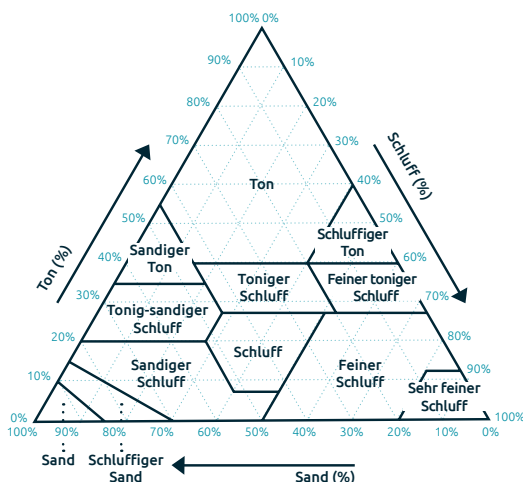 100% 0%
90% 10%
80% 20%
70% 30%
Schluff (%)
60% Ton 40%
50% Schluffiger 50%
Ton
Sandiger
Ton
Ton (%)
40% 60%
Toniger
Schluff
Feiner toniger
Schluff
30% 70%
Tonig-sandiger
Schluff
20% 80%
Sandiger
Schluff
Schluff
Feiner
Schluff
10% 90%
Sehr feiner
Schluff
0% 100%
100% 90% 80% 70% 60% 50% 40% 30% 20% 10% 0%
Sand Schluffiger
Sand
Sand (%)